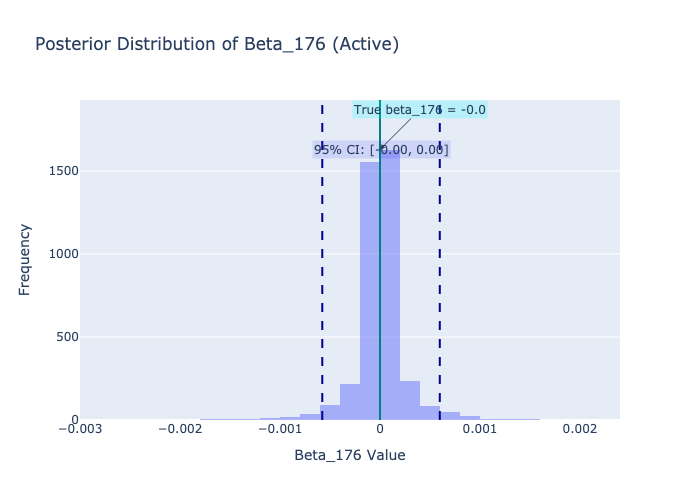 Posterior Distribution of Beta_176 (Active)
True beta_176 = -0.0
95% CI: [-0.00, 0.00]
1500
1000
500
0
Frequency
−0.003
−0.002
−0.001
0
0.001
0.002
Beta_176 Value